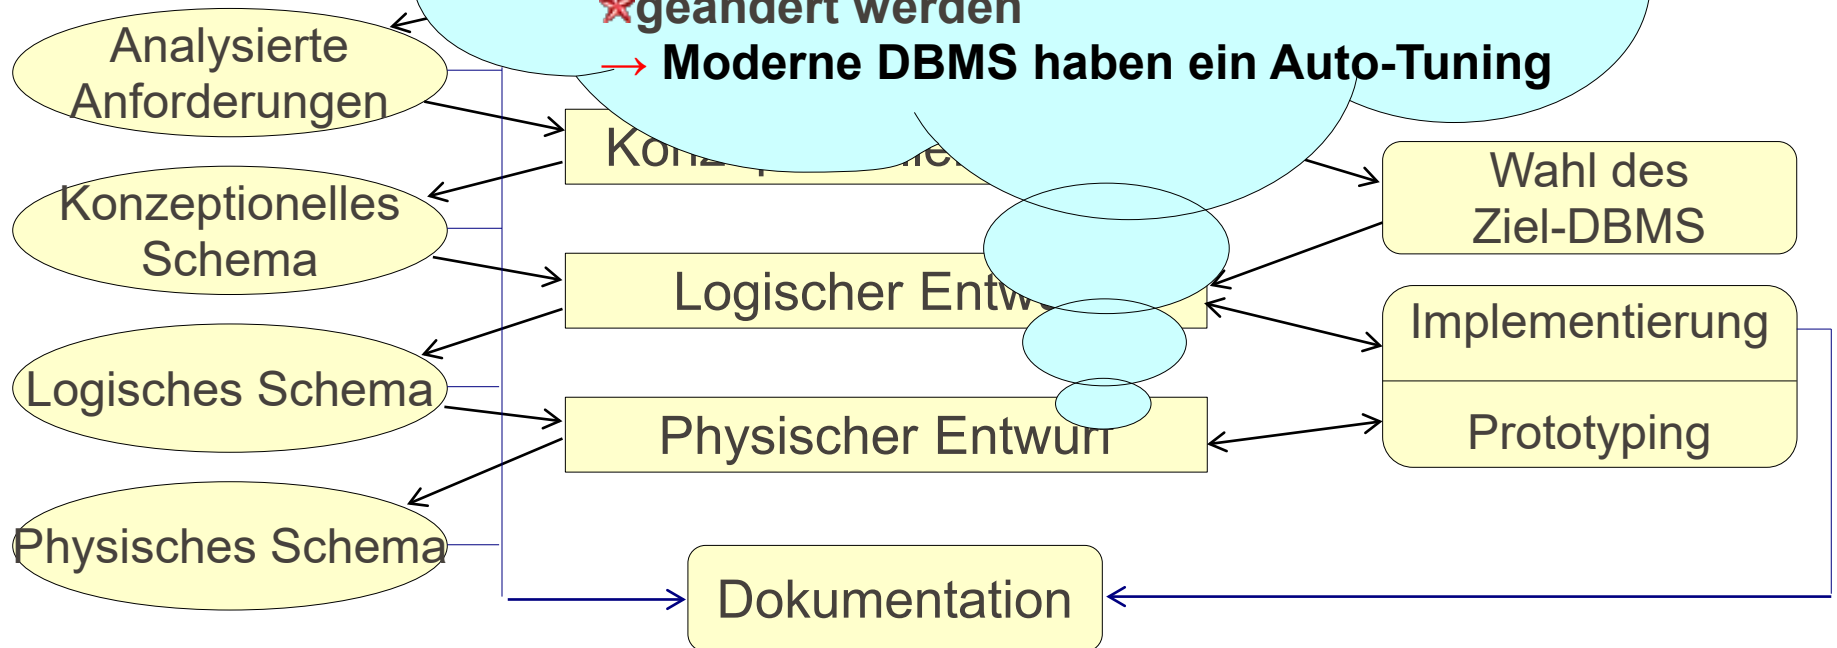 geändert werden
→ Moderne DBMS haben ein Auto-Tuning
Analysierte
Anforderungen
Wahl des
Ziel-DBMS
Konzeptionelles
Schema
Logischer
Implementierung
Logisches Schema
Physischer Entwurf
Prototyping
Physisches Schema
Dokumentation